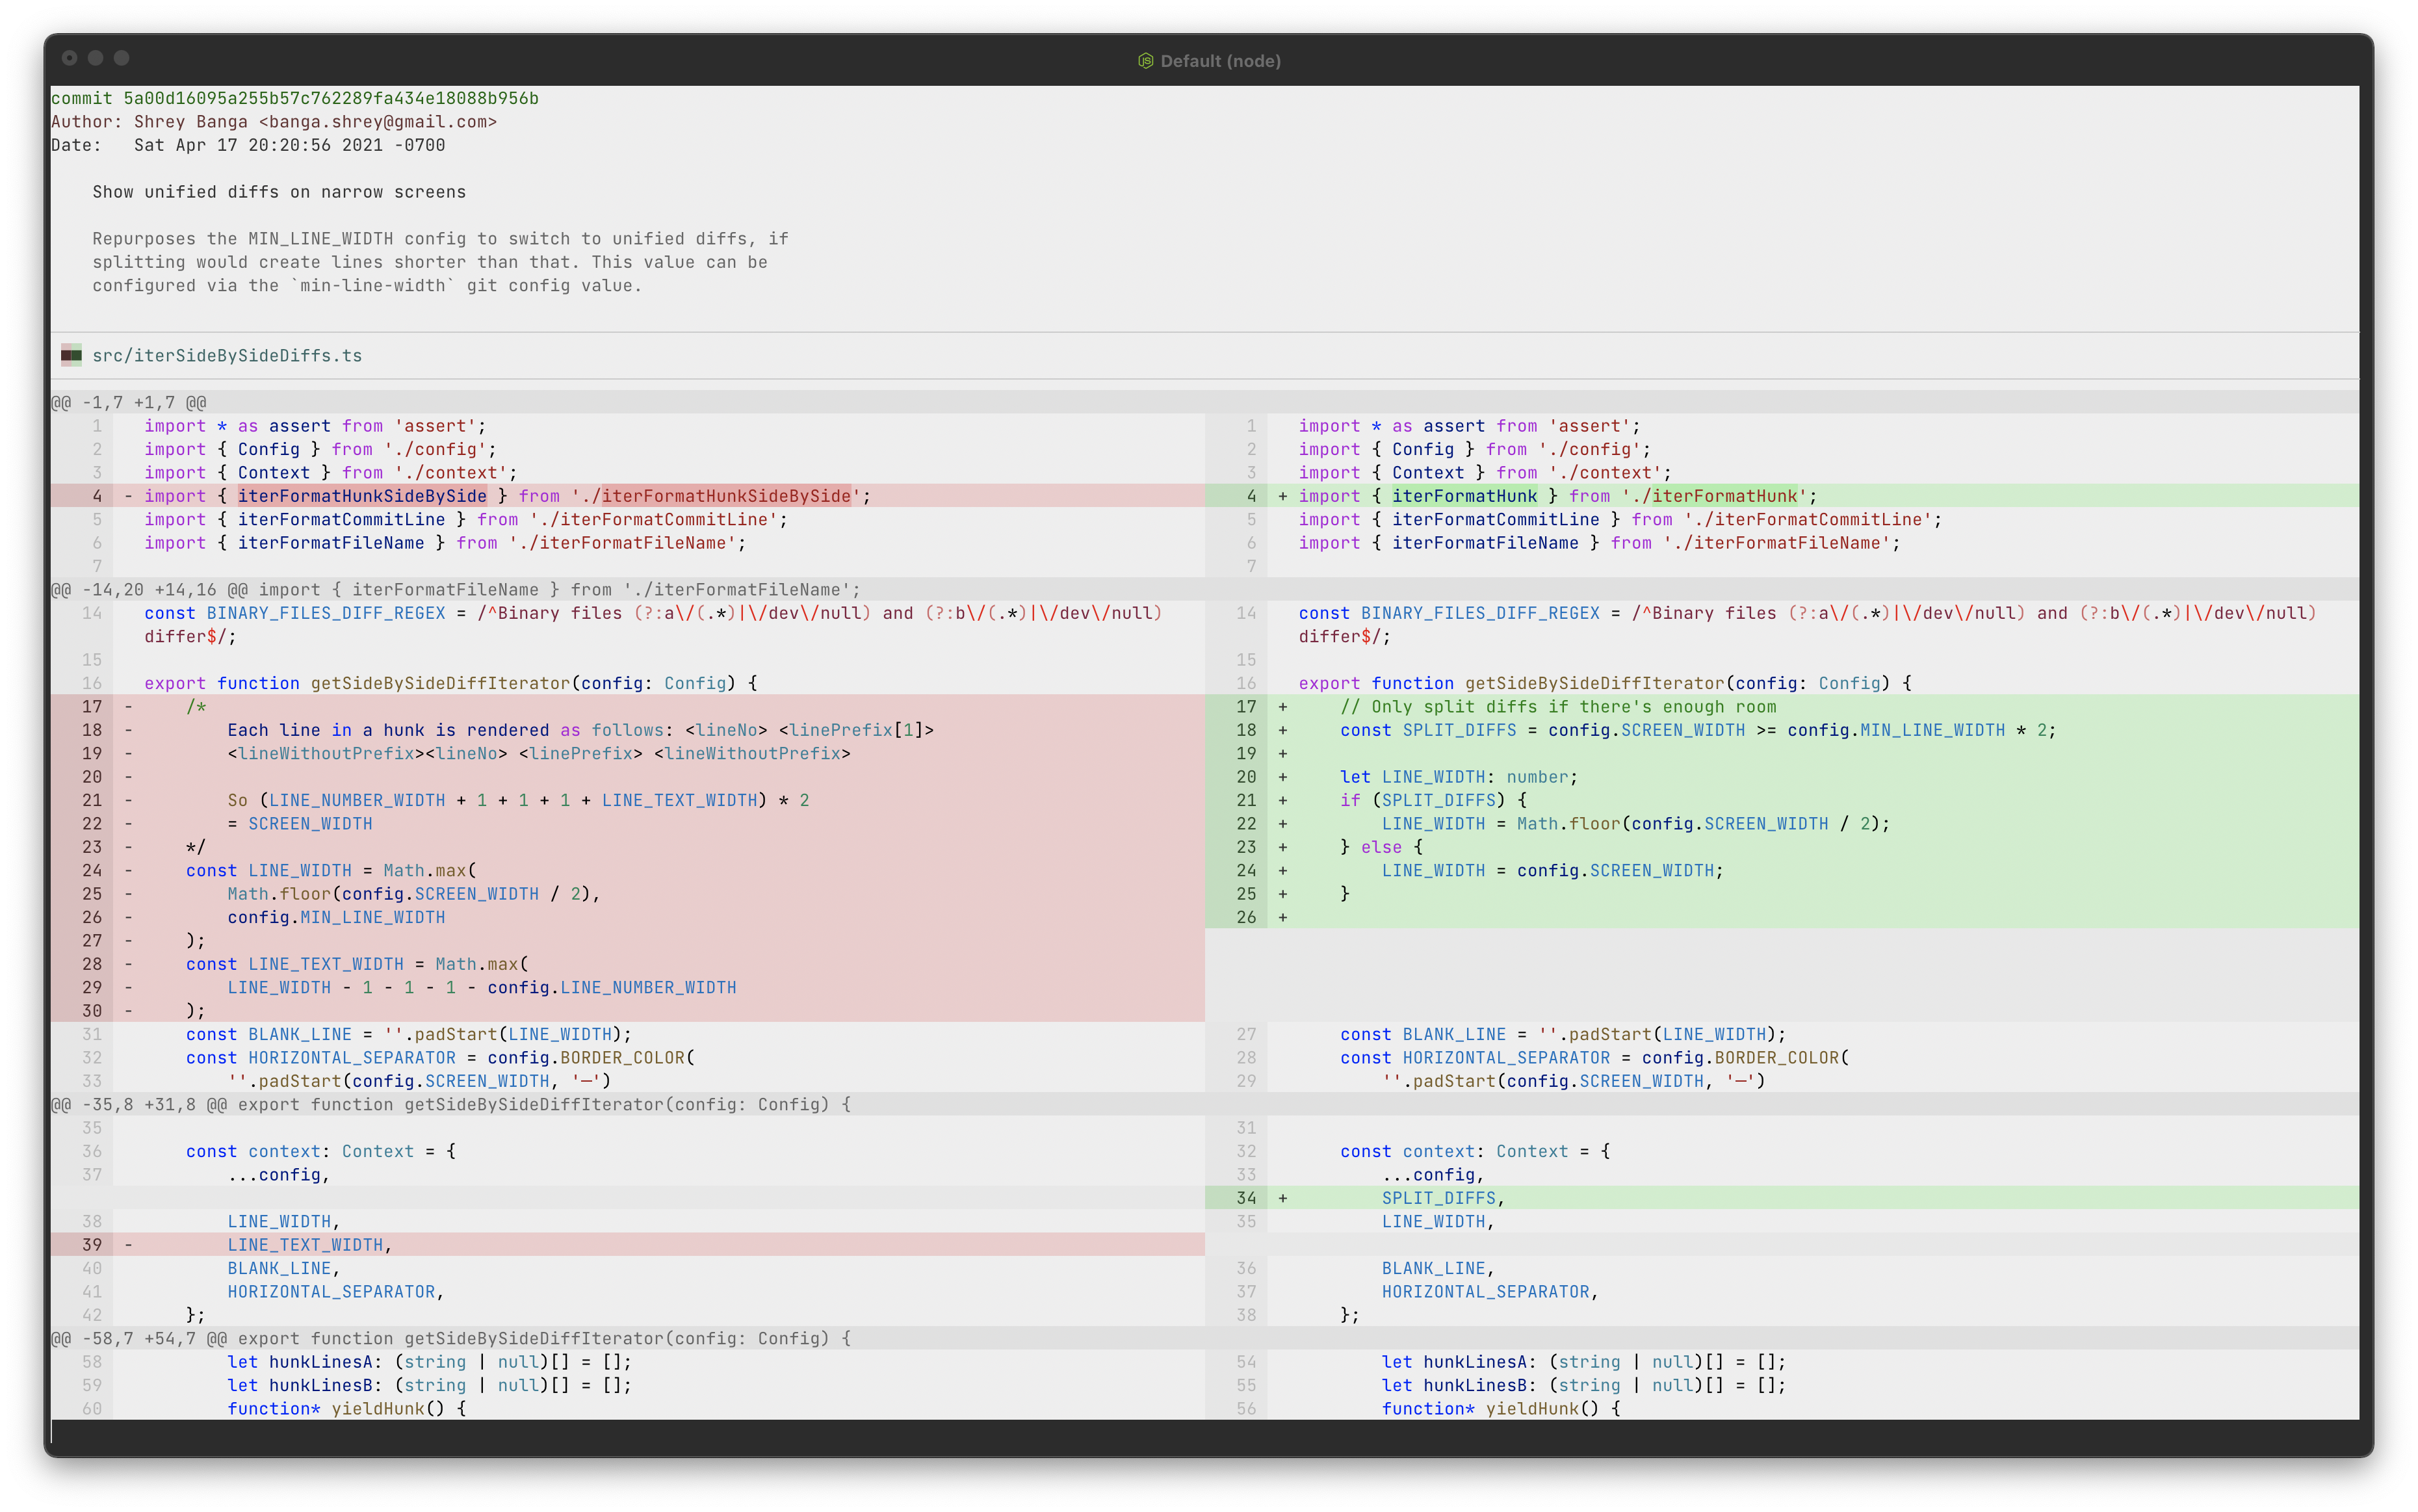 Default (node)
commit 5a00d16095a255b57c762289fa434e18088b956b
Author: Shrey Banga <banga.shrey@gmail.com>
Date:   Sat Apr 17 20:20:56 2021 -0700
Show unified diffs on narrow screens
Repurposes the MIN_LINE_WIDTH config to switch to unified diffs, if
splitting would create lines shorter than that. This value can be
configured via the `min-line-width` git config value.
src/iterSideBySideDiffs.ts
@@ -1,7 +1,7 @@
1 import * as assert from 'assert'; 1 import * as assert from 'assert';
2 import { Config } from './config'; 2 import { Config } from './config';
3 import { Context } from './context'; 3 import { Context } from './context';
4 - import { iterFormatHunkSideBySide } from './iterFormatHunkSideBySide'; 4 + import { iterFormatHunk } from './iterFormatHunk';
5 import { iterFormatCommitLine } from './iterFormatCommitLine'; 5 import { iterFormatCommitLine } from './iterFormatCommitLine';
6 import { iterFormatFileName } from './iterFormatFileName'; 6 import { iterFormatFileName } from './iterFormatFileName';
7 7
@@ -14,20 +14,16 @@ import { iterFormatFileName } from './iterFormatFileName';
14 const BINARY_FILES_DIFF_REGEX = /^Binary files (?:a\/(.*)|\/dev\/null) and (?:b\/(.*)|\/dev\/null) 14 const BINARY_FILES_DIFF_REGEX = /^Binary files (?:a\/(.*)|\/dev\/null) and (?:b\/(.*)|\/dev\/null)
differ$/; differ$/;
15 15
16 export function getSideBySideDiffIterator(config: Config) { 16 export function getSideBySideDiffIterator(config: Config) {
17 - /* 17 + // Only split diffs if there's enough room
18 - Each line in a hunk is rendered as follows: <lineNo> <linePrefix[1]> 18 + const SPLIT_DIFFS = config.SCREEN_WIDTH >= config.MIN_LINE_WIDTH * 2;
19 - <lineWithoutPrefix><lineNo> <linePrefix> <lineWithoutPrefix> 19 +
20 - 20 + let LINE_WIDTH: number;
21 - So (LINE_NUMBER_WIDTH + 1 + 1 + 1 + LINE_TEXT_WIDTH) * 2 21 + if (SPLIT_DIFFS) {
22 - = SCREEN_WIDTH 22 + LINE_WIDTH = Math.floor(config.SCREEN_WIDTH / 2);
23 - */ 23 + } else {
24 - const LINE_WIDTH = Math.max( 24 + LINE_WIDTH = config.SCREEN_WIDTH;
25 - Math.floor(config.SCREEN_WIDTH / 2), 25 + }
26 - config.MIN_LINE_WIDTH 26 +
27 - );
28 - const LINE_TEXT_WIDTH = Math.max(
29 - LINE_WIDTH - 1 - 1 - 1 - config.LINE_NUMBER_WIDTH
30 - );
31 const BLANK_LINE = ''.padStart(LINE_WIDTH); 27 const BLANK_LINE = ''.padStart(LINE_WIDTH);
32 const HORIZONTAL_SEPARATOR = config.BORDER_COLOR( 28 const HORIZONTAL_SEPARATOR = config.BORDER_COLOR(
33 ''.padStart(config.SCREEN_WIDTH, '─') 29 ''.padStart(config.SCREEN_WIDTH, '─')
@@ -35,8 +31,8 @@ export function getSideBySideDiffIterator(config: Config) {
35 31
36 const context: Context = { 32 const context: Context = {
37 ...config, 33 ...config,
34 + SPLIT_DIFFS,
38 LINE_WIDTH, 35 LINE_WIDTH,
39 - LINE_TEXT_WIDTH,
40 BLANK_LINE, 36 BLANK_LINE,
41 HORIZONTAL_SEPARATOR, 37 HORIZONTAL_SEPARATOR,
42 }; 38 };
@@ -58,7 +54,7 @@ export function getSideBySideDiffIterator(config: Config) {
58 let hunkLinesA: (string | null)[] = []; 54 let hunkLinesA: (string | null)[] = [];
59 let hunkLinesB: (string | null)[] = []; 55 let hunkLinesB: (string | null)[] = [];
60 function* yieldHunk() { 56 function* yieldHunk() {